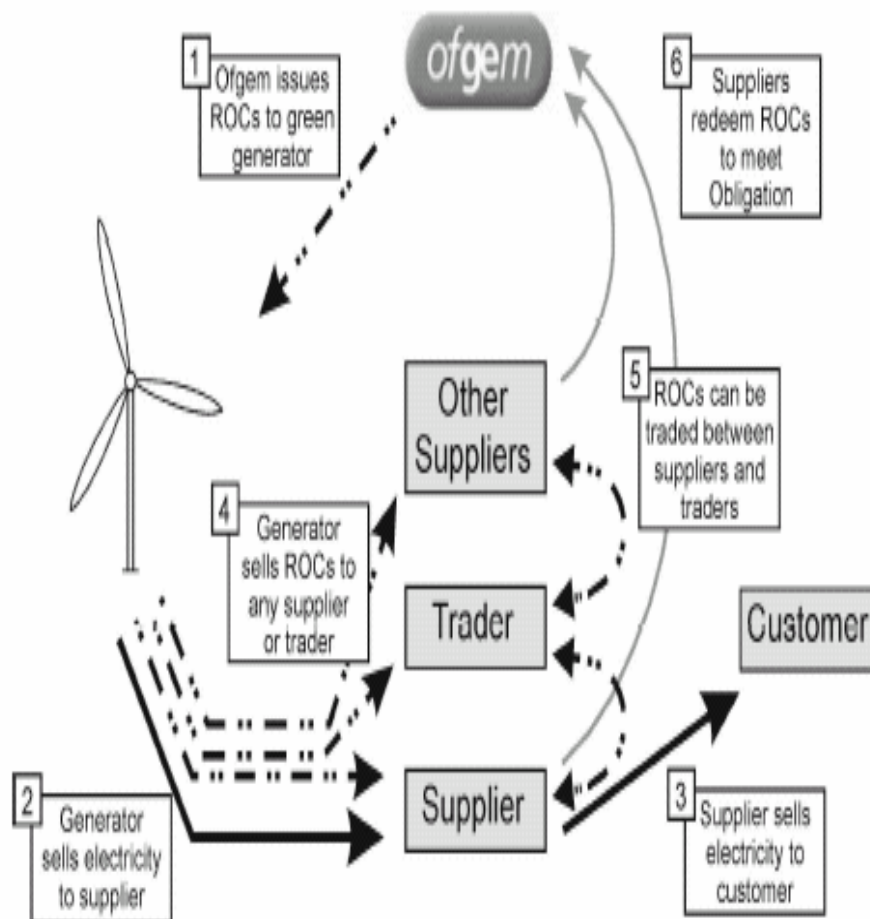 1
Ofgem issues
ROCs to green
generator
ofgem
6
Suppliers
redeem ROCs
to meet
Obligation
Other
Suppliers
5
ROCs can be
traded between
suppliers and
traders
4
Generator
sells ROCs to
any supplier
or trader
Trader
Customer
2
Generator
sells electricity
to supplier
Supplier
3
Supplier sells
electricity to
customer